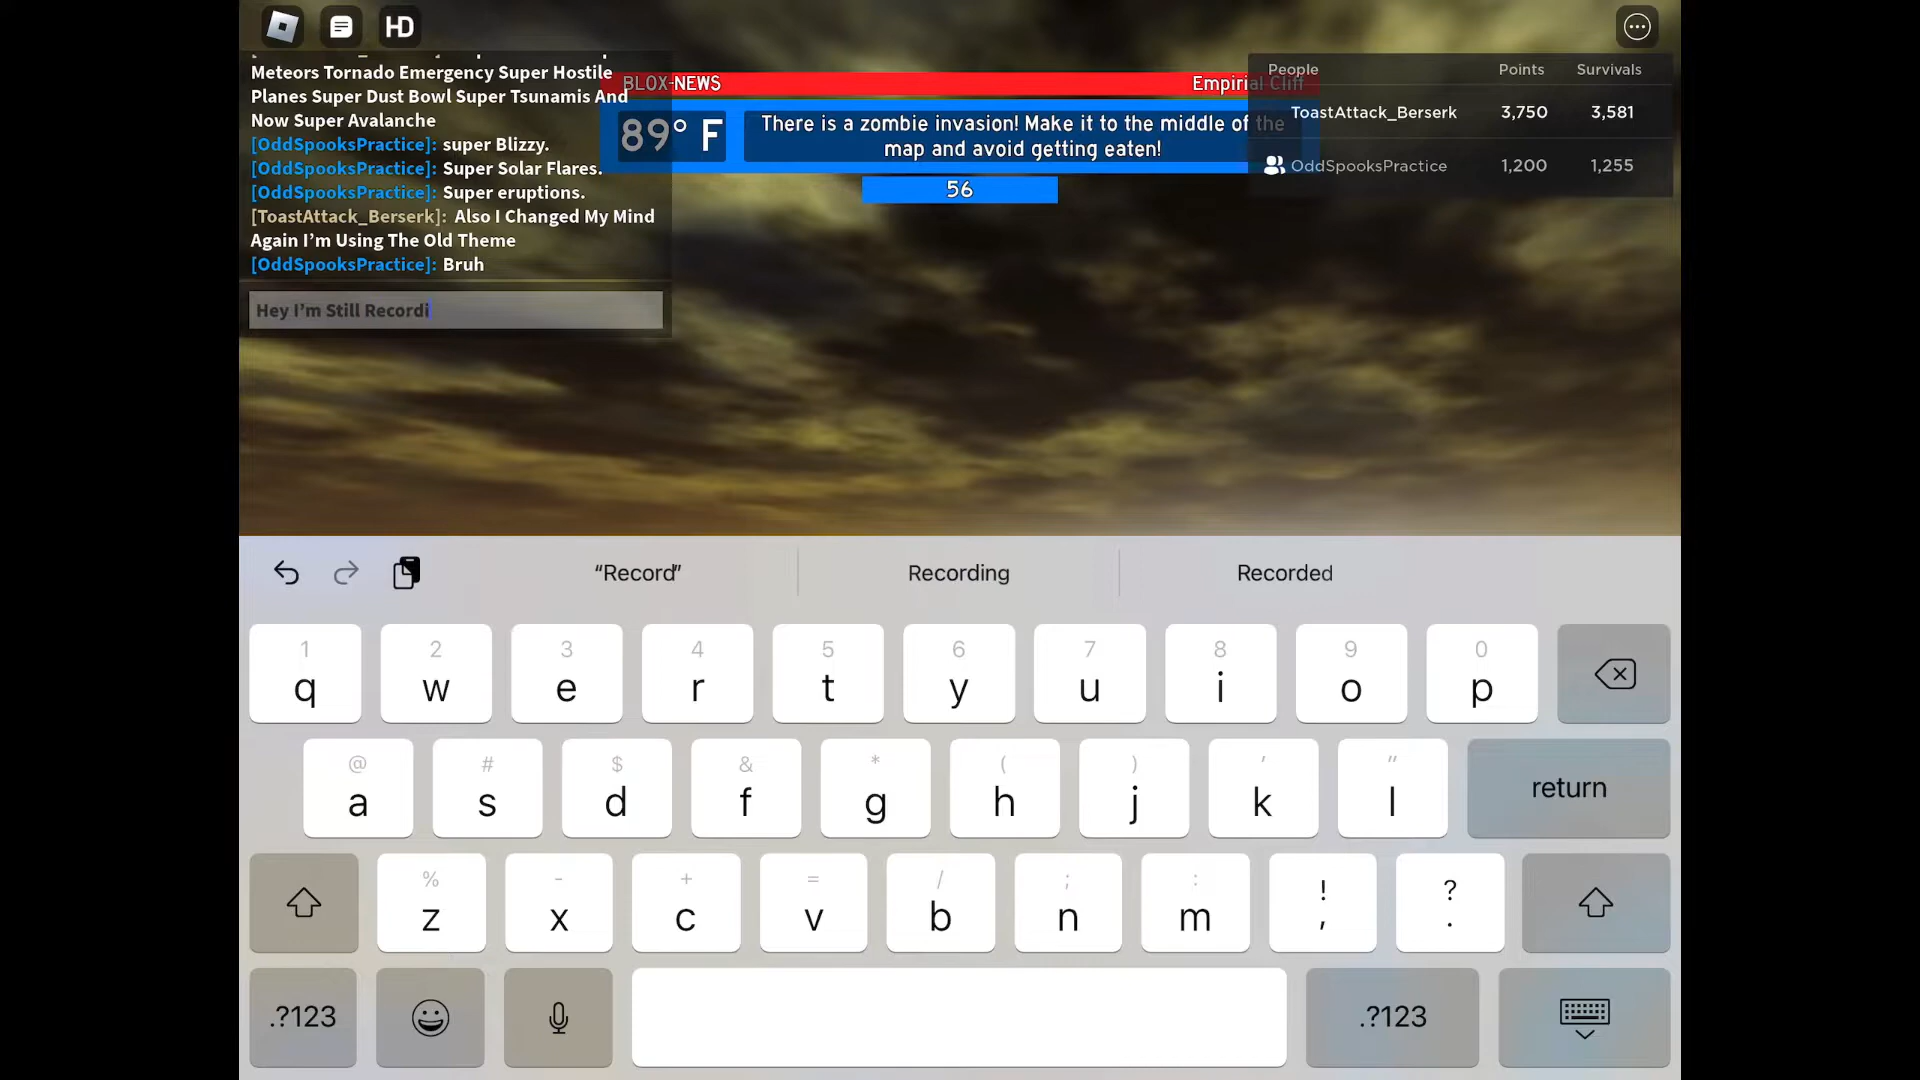 HD
Meteors Tornado Emergency Super Hostile
Planes Super Dust Bowl Super Tsunamis And
Now Super Avalanche
[OddSpooksPractice]: super Blizzy.
[OddSpooksPractice]: Super Solar Flares.
[OddSpooksPractice]: Super eruptions.
[ToastAttack_Berserk]: Also I Changed My Mind
Again I’m Using The Old Theme
[OddSpooksPractice]: Bruh
Hey I’m Still Recordi
BLOX-NEWS
Empirial Cliff
89° F
There is a zombie invasion! Make it to the middle of the
map and avoid getting eaten!
56
People Points Survivals
ToastAttack_Berserk 3,750 3,581
OddSpooksPractice 1,200 1,255
“Record” Recording Recorded
1 2 3 4 5 6 7 8 9 0
q w e r t y u i o p
@ # $ & * ( ) ' "
a s d f g h j k l return
% - + = / ; : ! ?
z x c v b n m , .
.?123 .?123